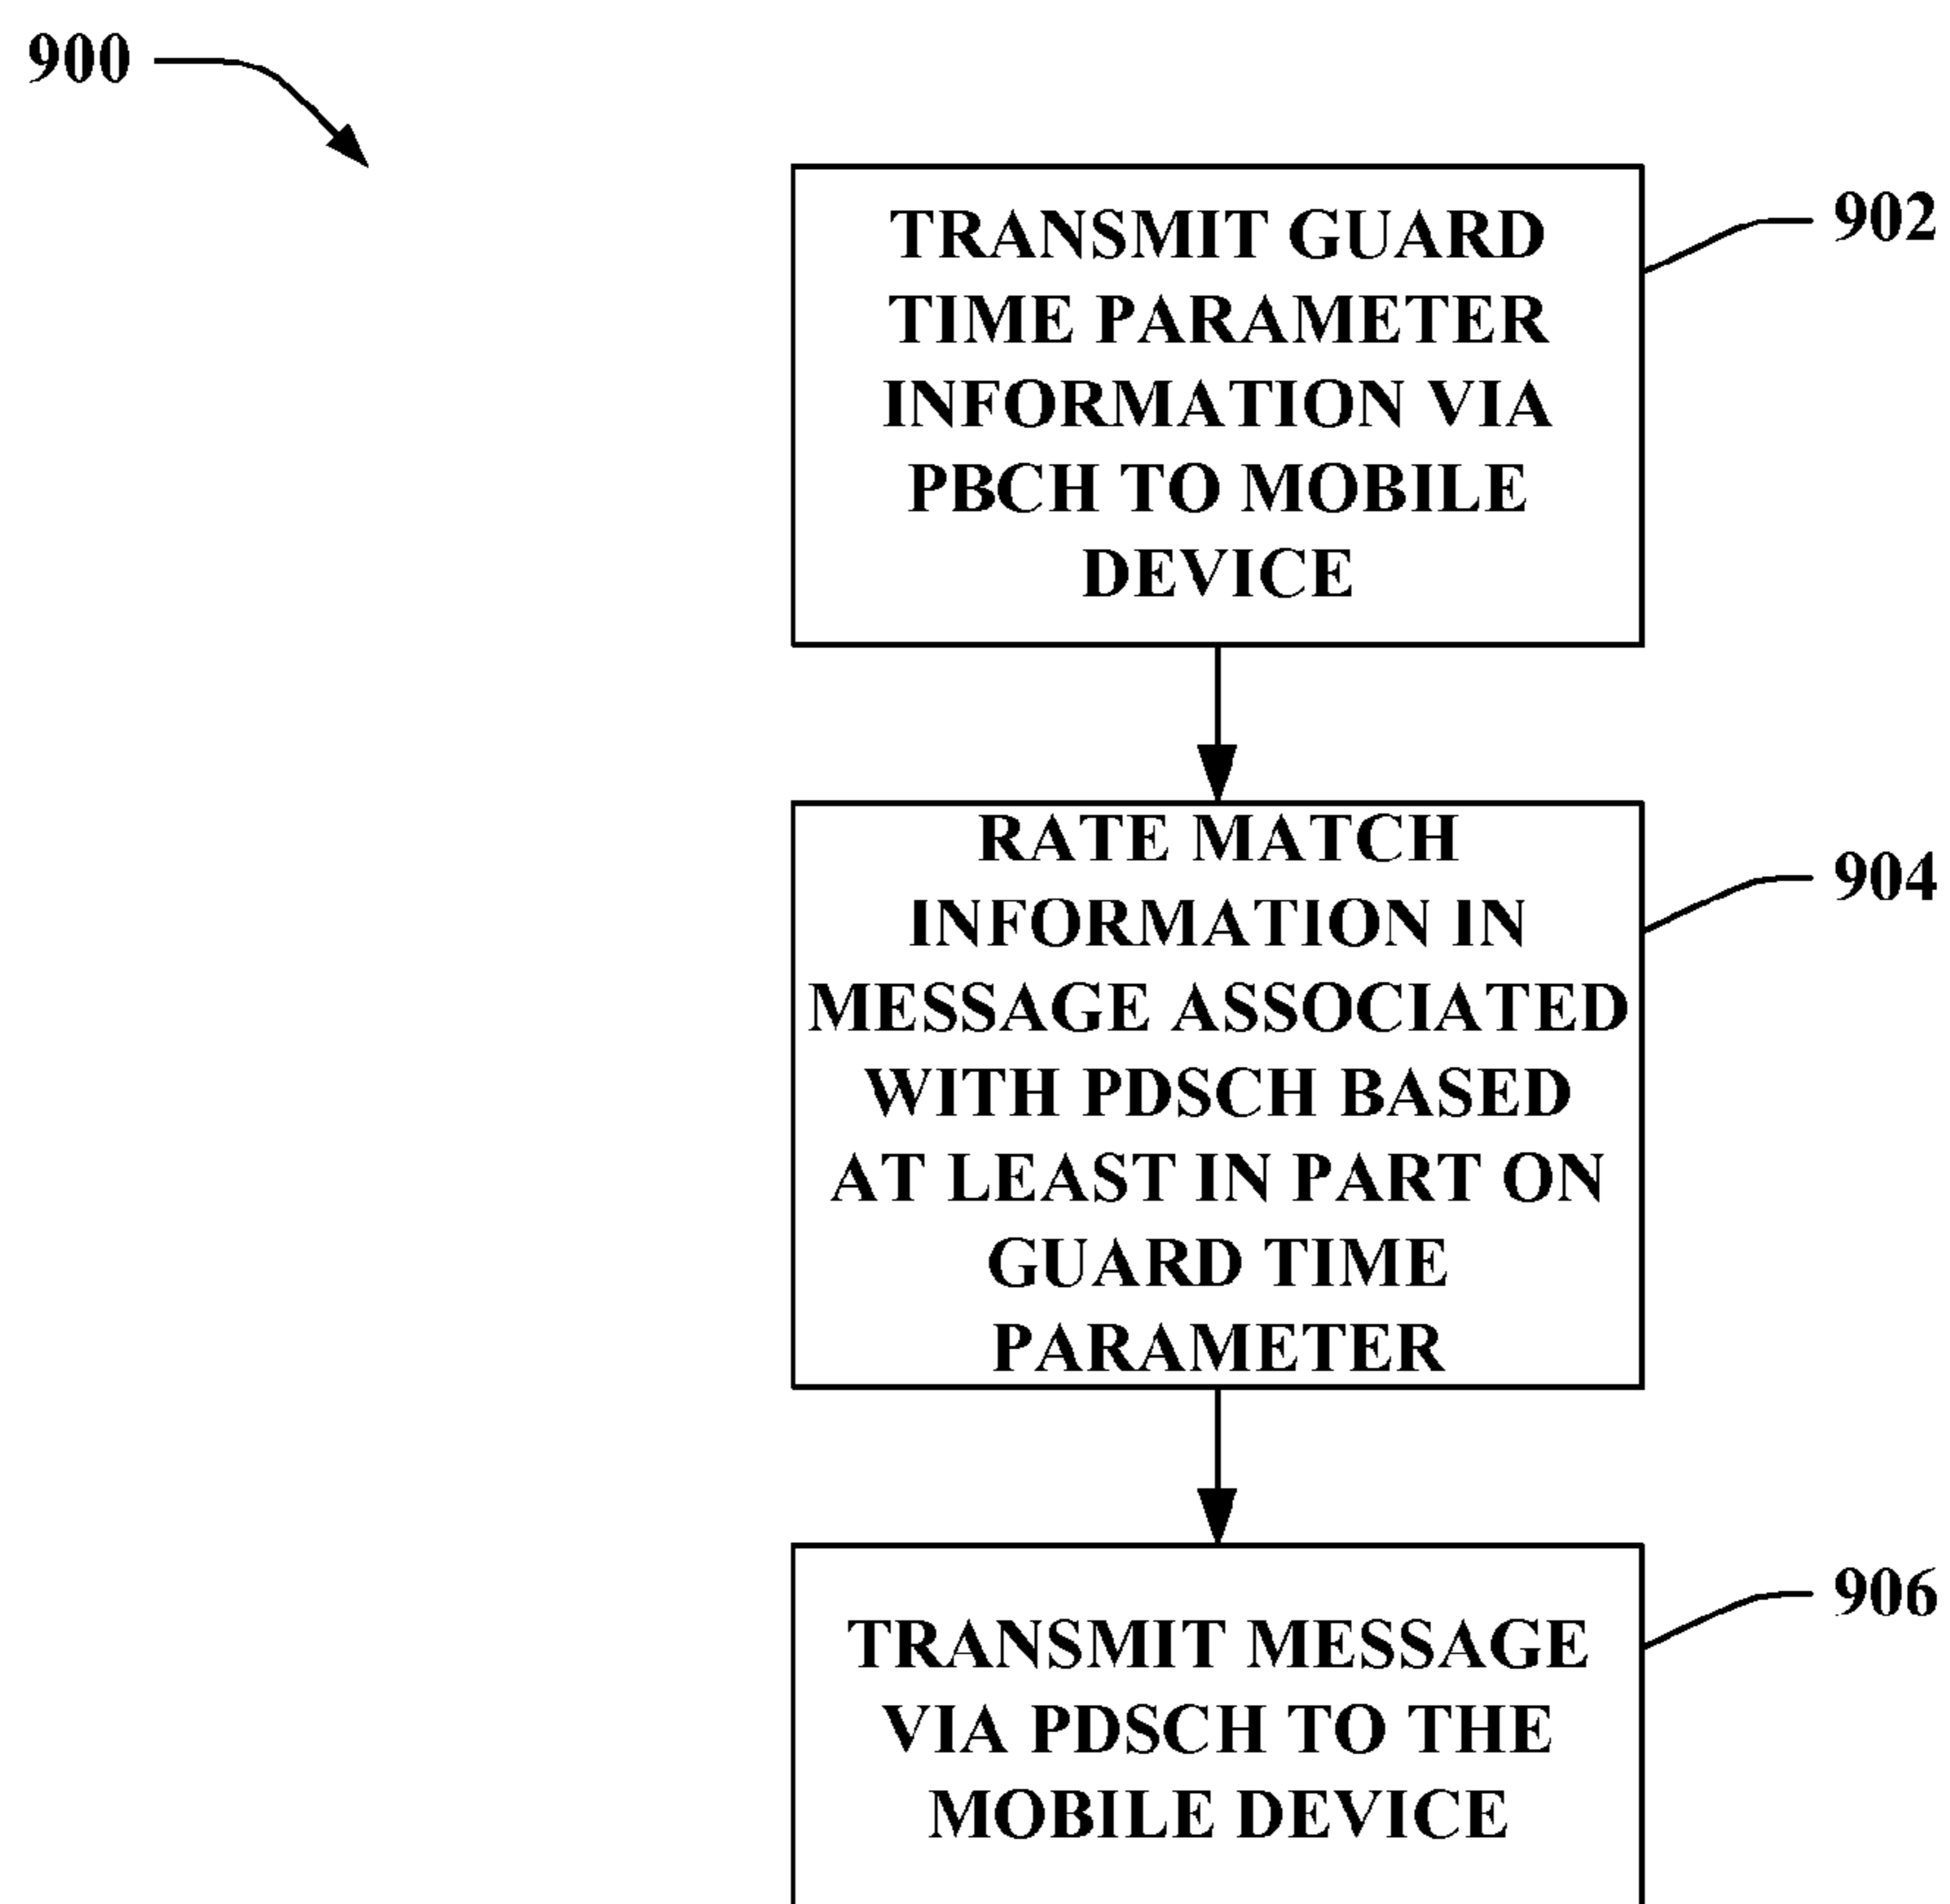 900
TRANSMIT GUARD
TIME PARAMETER
INFORMATION VIA
PBCH TO MOBILE
DEVICE
902
RATE MATCH
INFORMATION IN
MESSAGE ASSOCIATED
WITH PDSCH BASED
AT LEAST IN PART ON
GUARD TIME
PARAMETER
904
TRANSMIT MESSAGE
VIA PDSCH TO THE
MOBILE DEVICE
906